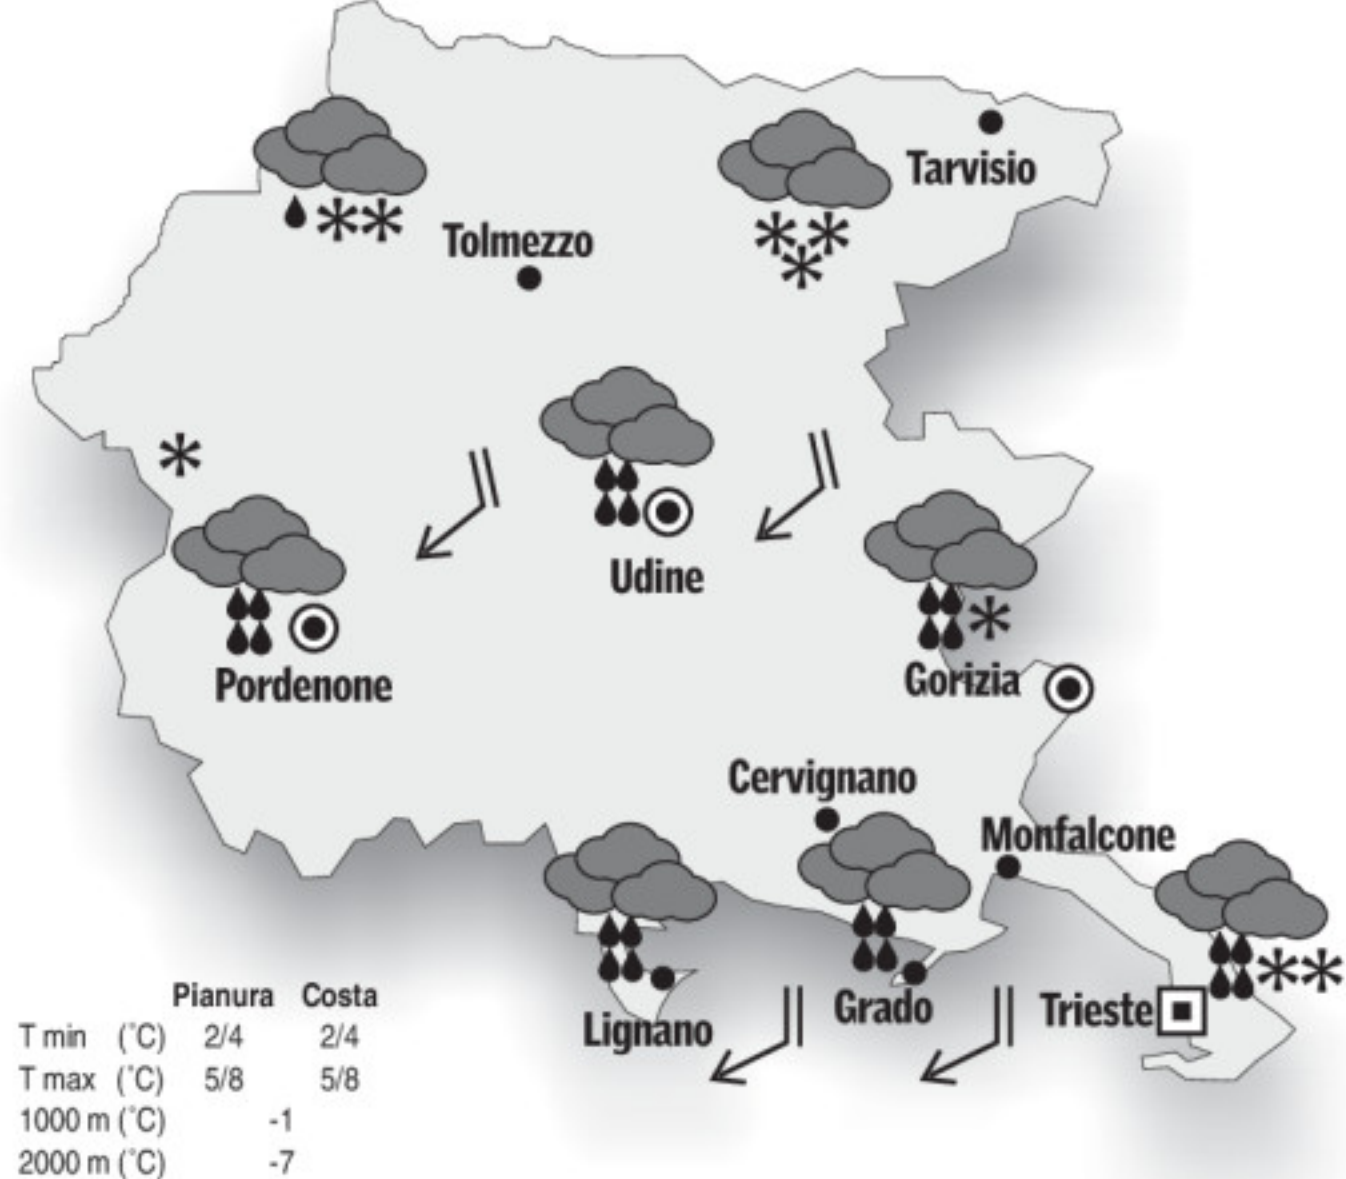 Tarvisio
Tolmezzo
Udine
Pordenone
Gorizia
Cervignano
Monfalcone
Lignano
Grado
Trieste
Pianura Costa
T min (°C) 2/4 2/4
T max (°C) 5/8 5/8
1000 m (°C) -1
2000 m (°C) -7